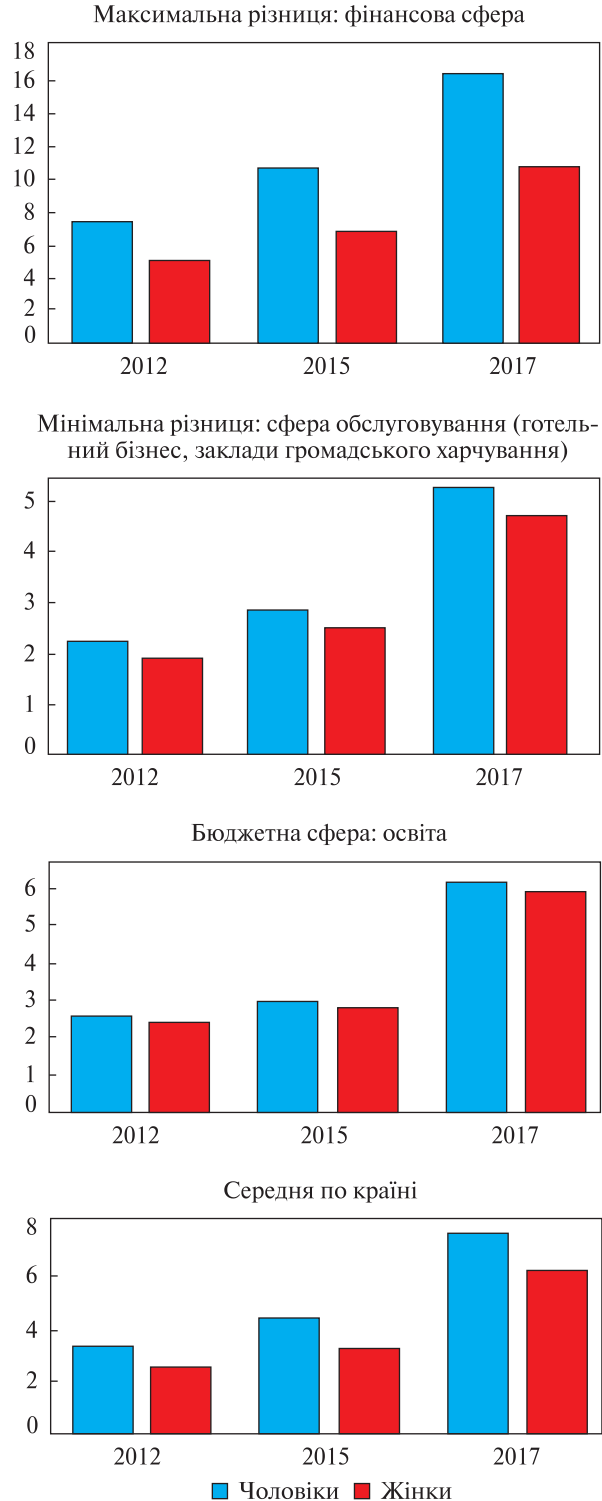 Максимальна різниця: фінансова сфера
18
16
14
12
10
8
6
4
2
0
2012 2015 2017
Мінімальна різниця: сфера обслуговування (готель-
ний бізнес, заклади громадського харчування)
5
4
3
2
1
0
2012 2015 2017
Бюджетна сфера: освіта
6
5
4
3
2
1
0
2012 2015 2017
Середня по країні
8
6
4
2
0
2012 2015 2017
Чоловіки Жінки